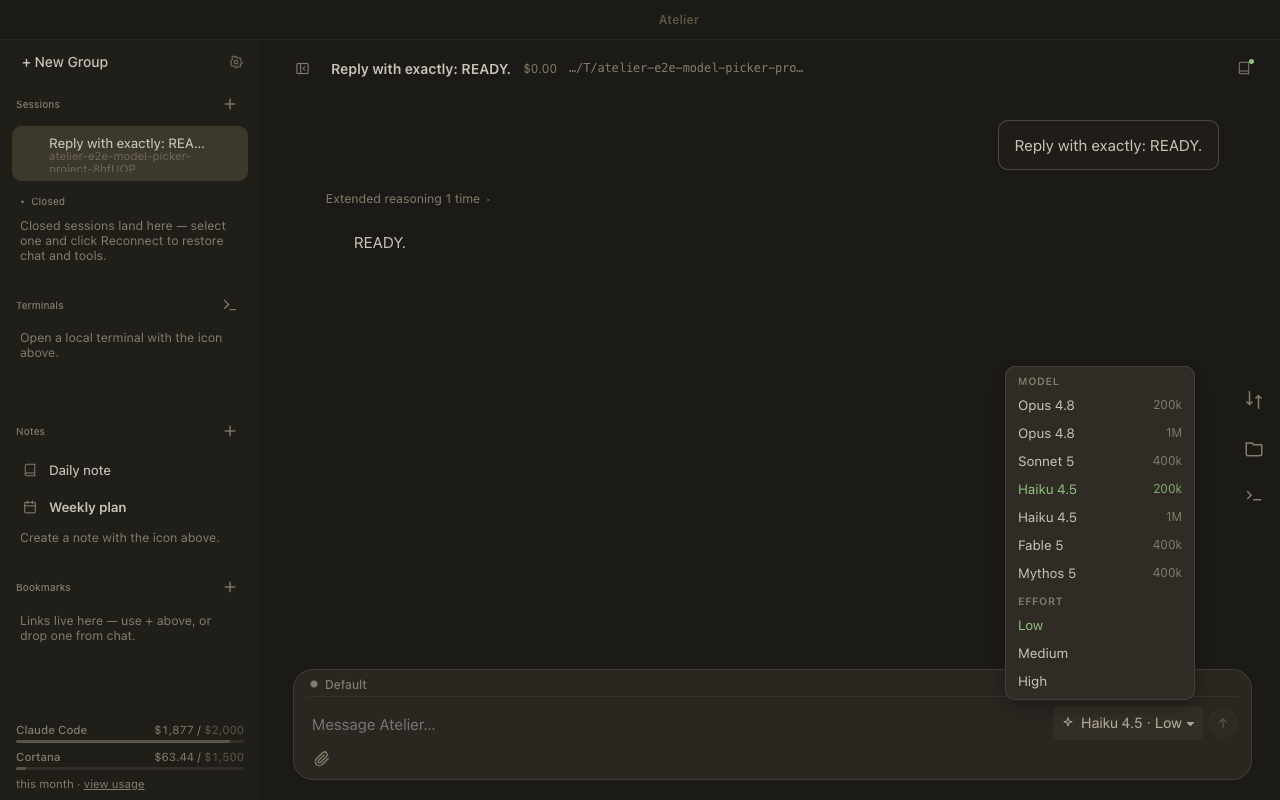 Atelier
+ New Group
Sessions
Reply with exactly: REA...
atelier-e2e-model-picker-
project-8hfUOP
Closed
Closed sessions land here — select
one and click Reconnect to restore
chat and tools.
Terminals
Open a local terminal with the icon
above.
Notes
Daily note
Weekly plan
Create a note with the icon above.
Bookmarks
Links live here — use + above, or
drop one from chat.
Claude Code $1,877 / $2,000
Cortana $63.44 / $1,500
this month · view usage
Reply with exactly: READY. $0.00 …/T/atelier-e2e-model-picker-pro…
Reply with exactly: READY.
Extended reasoning 1 time
READY.
MODEL
Opus 4.8 200k
Opus 4.8 1M
Sonnet 5 400k
Haiku 4.5 200k
Haiku 4.5 1M
Fable 5 400k
Mythos 5 400k
EFFORT
Low
Medium
High
Default
Message Atelier...
Haiku 4.5 · Low